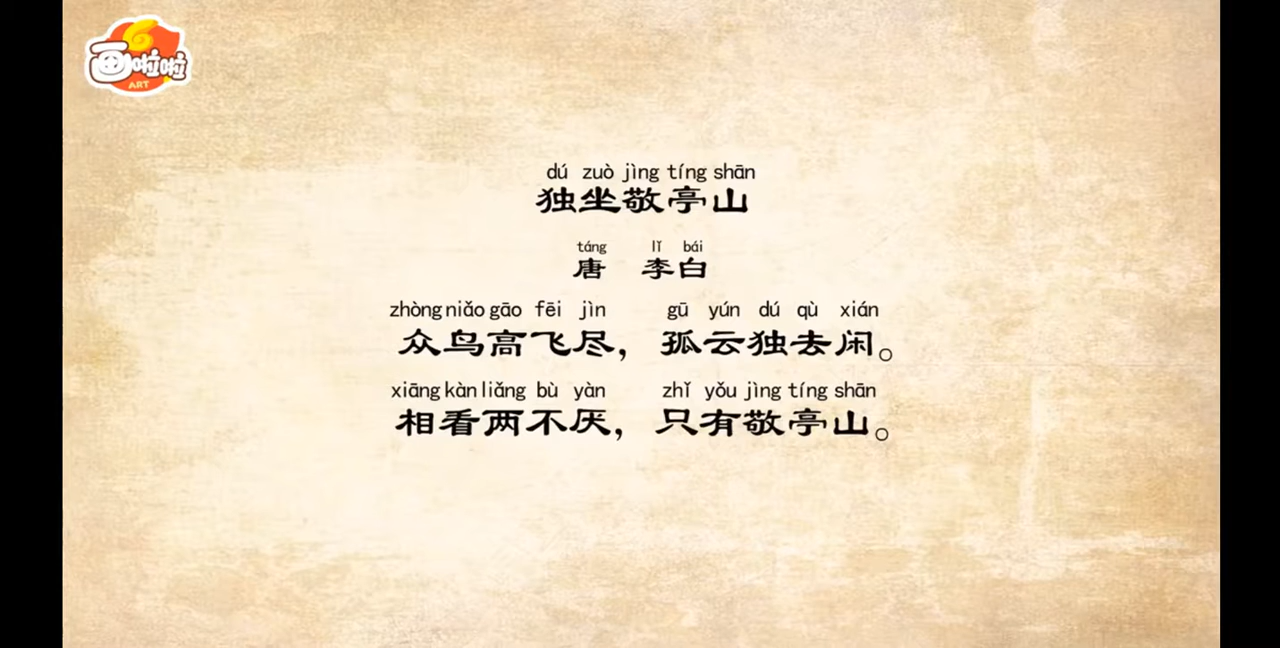 画啦啦
ART
dú zuò jìng tíng shān
独坐敬亭山
táng lǐ bái
唐 李白
zhòng niǎo gāo fēi jìn gū yún dú qù xián
众鸟高飞尽，孤云独去闲。
xiāng kàn liǎng bù yàn zhǐ yǒu jìng tíng shān
相看两不厌，只有敬亭山。